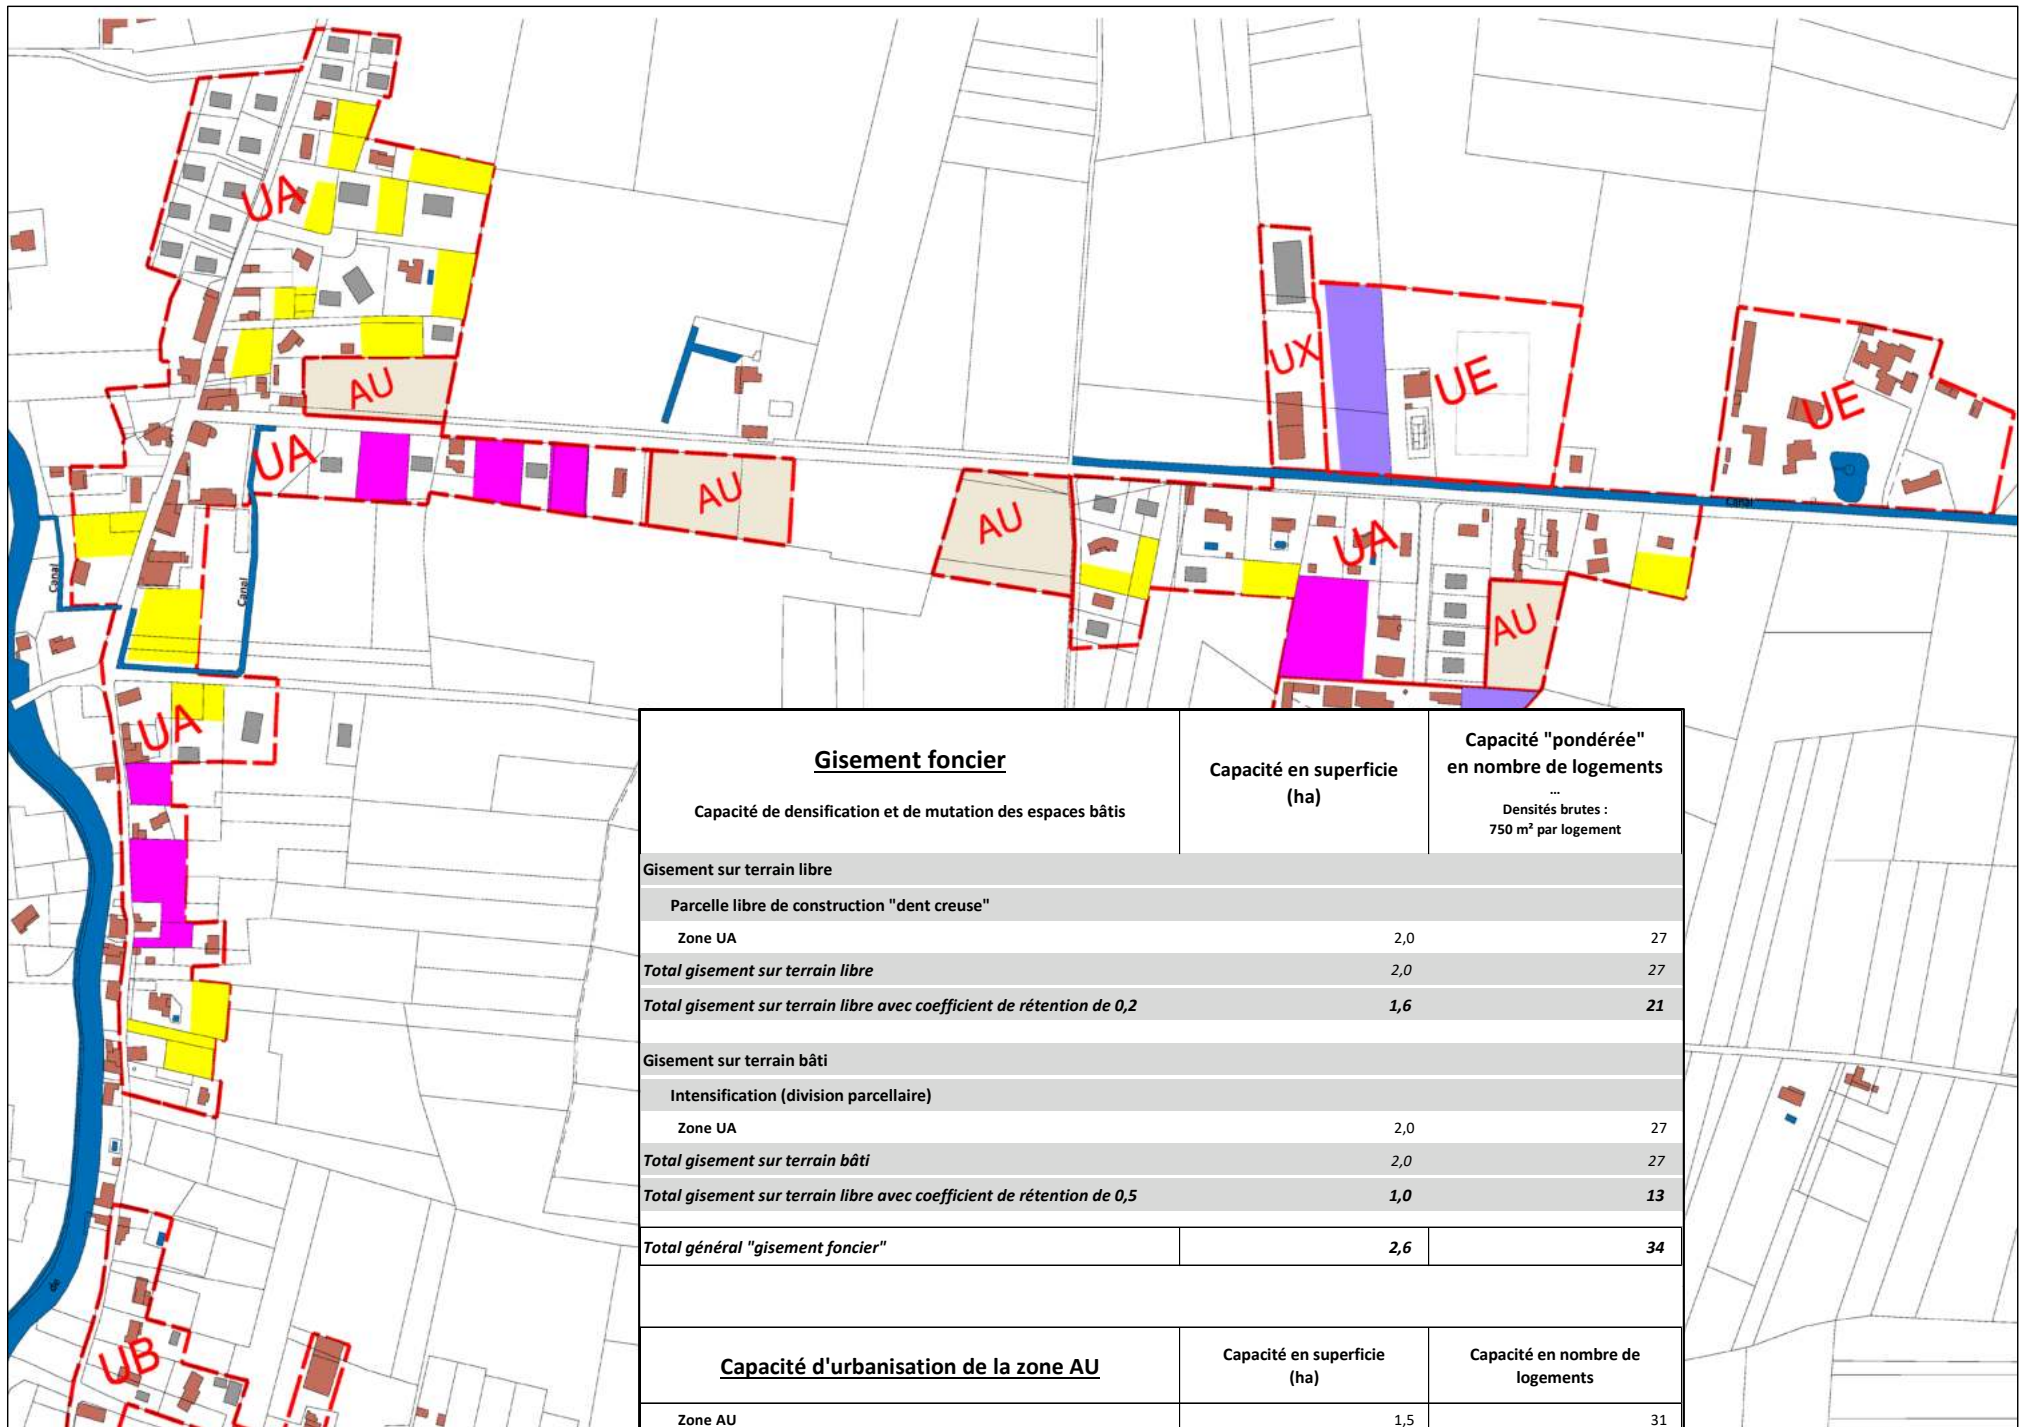 UA
AU
UA
AU
AU
UX
UE
UE
UA
AU
Canal
Canal
Canal
UA
de
UB
Gisement foncier
Capacité de densification et de mutation des espaces bâtis
Capacité en superficie
(ha)
Capacité "pondérée"
en nombre de logements
...
Densités brutes :
750 m² par logement
Gisement sur terrain libre
Parcelle libre de construction "dent creuse"
Zone UA 2,0 27
Total gisement sur terrain libre 2,0 27
Total gisement sur terrain libre avec coefficient de rétention de 0,2 1,6 21
Gisement sur terrain bâti
Intensification (division parcellaire)
Zone UA 2,0 27
Total gisement sur terrain bâti 2,0 27
Total gisement sur terrain libre avec coefficient de rétention de 0,5 1,0 13
Total général "gisement foncier" 2,6 34
Capacité d'urbanisation de la zone AU
Capacité en superficie
(ha)
Capacité en nombre de
logements
Zone AU 1,5 31